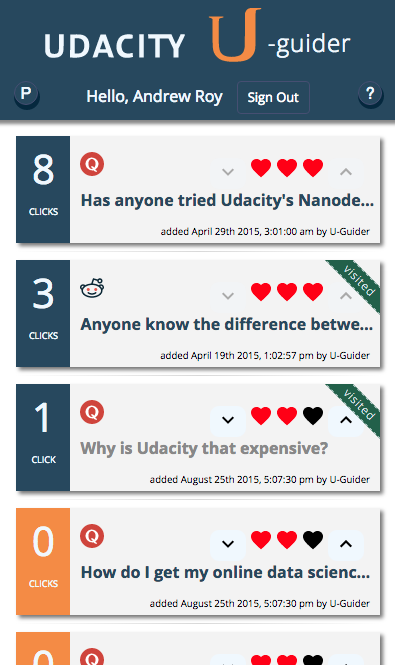 UDACITY U -guider
P Hello, Andrew Roy Sign Out ?
8
CLICKS
Q
Has anyone tried Udacity's Nanode...
added April 29th 2015, 3:01:00 am by U-Guider
3
CLICKS
visited
Anyone know the difference betwe...
added April 19th 2015, 1:02:57 pm by U-Guider
1
CLICK
Q
visited
Why is Udacity that expensive?
added August 25th 2015, 5:07:30 pm by U-Guider
0
CLICKS
Q
How do I get my online data scienc...
added August 25th 2015, 5:07:30 pm by U-Guider
0
Q